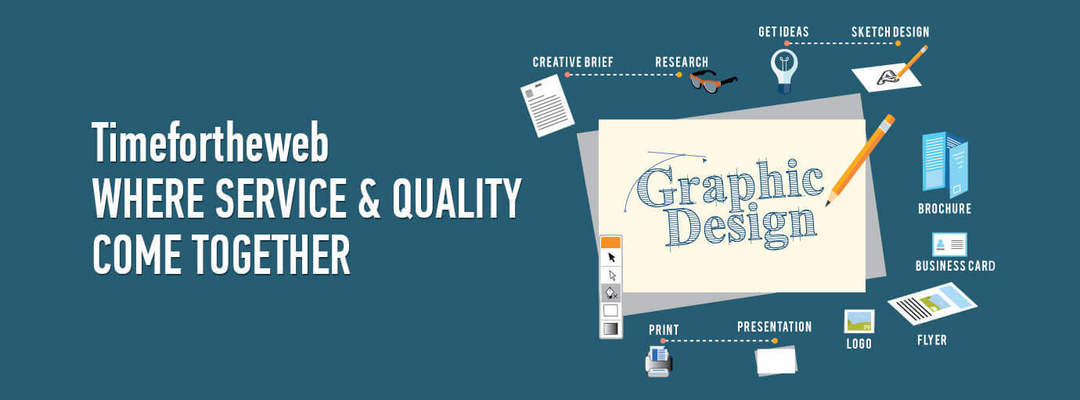 Timefortheweb
WHERE SERVICE & QUALITY
COME TOGETHER
GET IDEAS
SKETCH DESIGN
CREATIVE BRIEF
RESEARCH
Graphic
Design
BROCHURE
BUSINESS CARD
FLYER
LOGO
PRINT
PRESENTATION